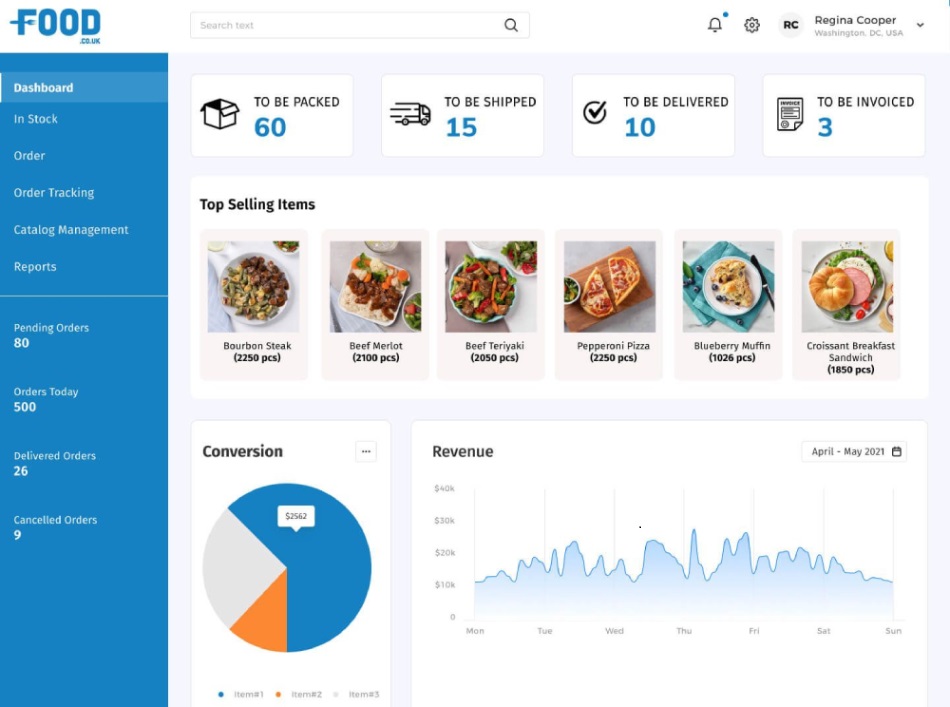 FOOD
.CO.UK
Search text
RC
Regina Cooper
Washington, DC, USA
Dashboard
In Stock
Order
Order Tracking
Catalog Management
Reports
Pending Orders
80
Orders Today
500
Delivered Orders
26
Cancelled Orders
9
TO BE PACKED
60
TO BE SHIPPED
15
TO BE DELIVERED
10
INVOICE
TO BE INVOICED
3
Top Selling Items
Bourbon Steak
(2250 pcs)
Beef Merlot
(2100 pcs)
Beef Teriyaki
(2050 pcs)
Pepperoni Pizza
(2250 pcs)
Blueberry Muffin
(1026 pcs)
Croissant Breakfast
Sandwich
(1850 pcs)
Conversion
$2562
Item#1 Item#2 Item#3
Revenue
April - May 2021
$40k
$30k
$20k
$10k
0
Mon Tue Wed Thu Fri Sat Sun